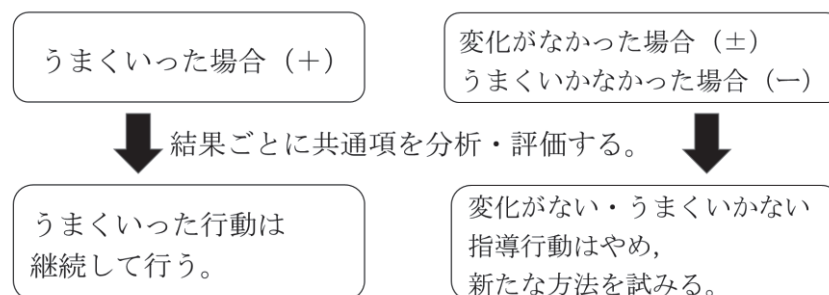 うまくいった場合（＋）
変化がなかった場合（±）
うまくいかなかった場合（ー）
結果ごとに共通項を分析・評価する。
うまくいった行動は
継続して行う。
変化がない・うまくいかない
指導行動はやめ，
新たな方法を試みる。